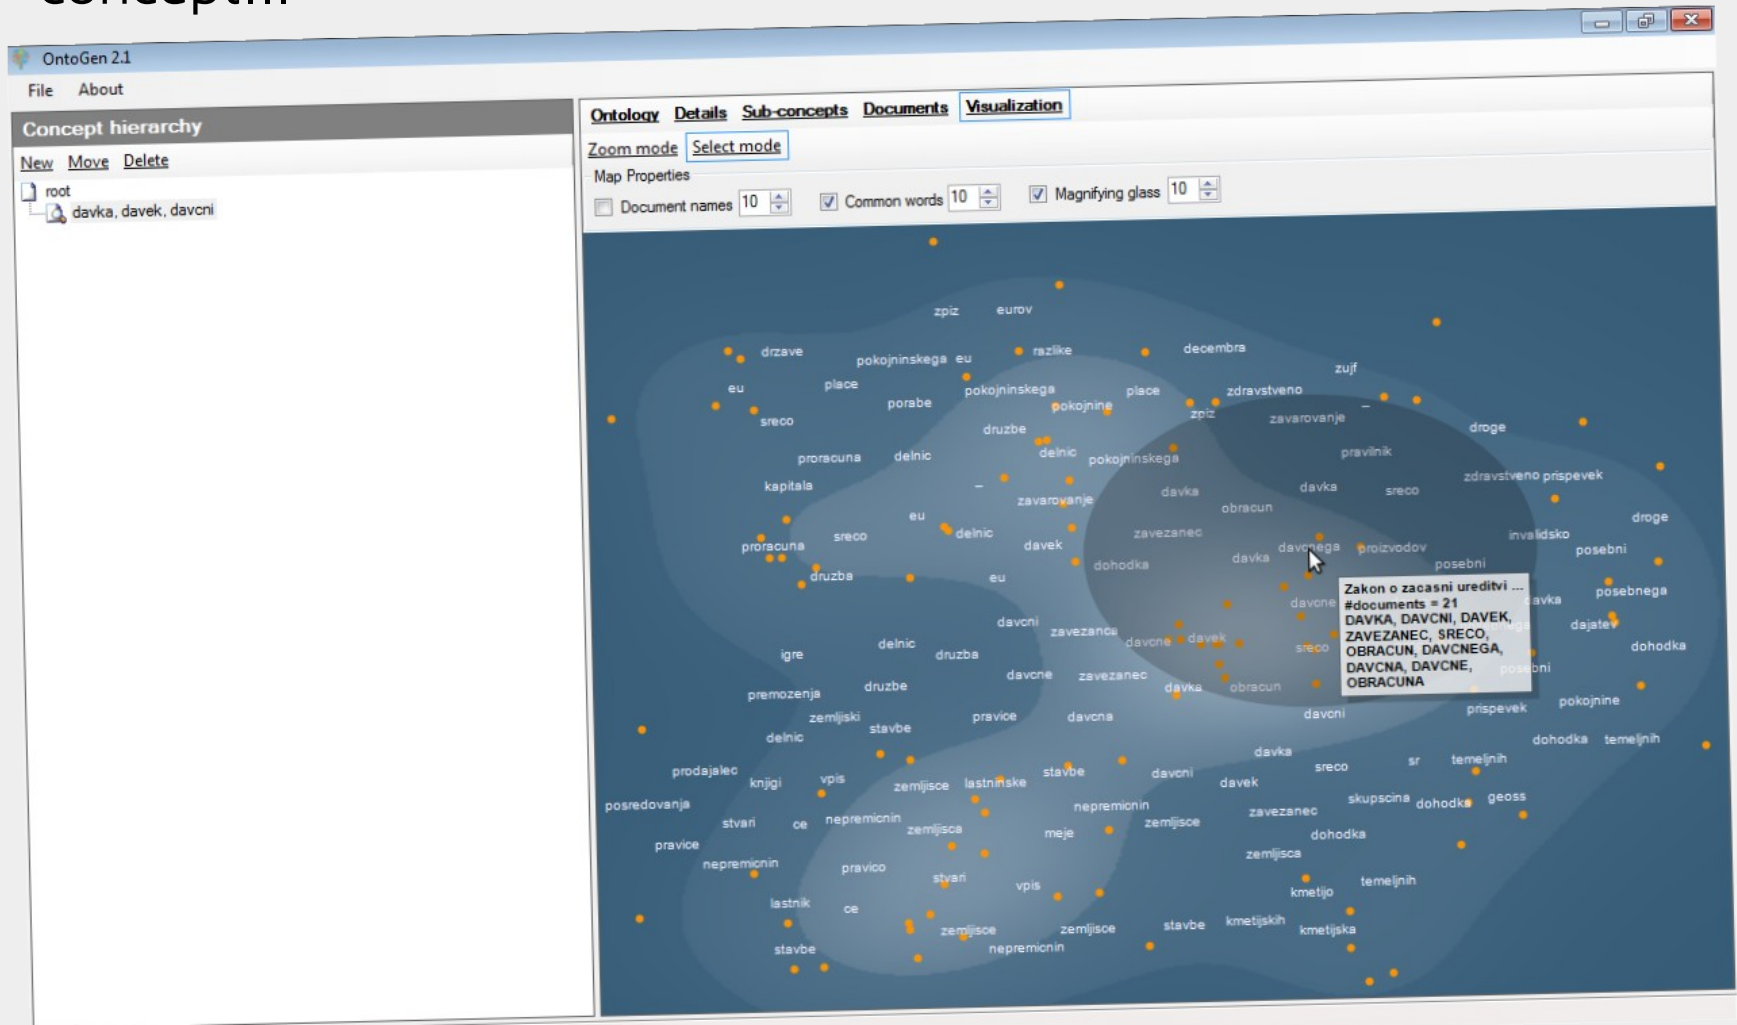 concept...
OntoGen 2.1
File About
Concept hierarchy
New Move Delete
root
davka, davek, davcni
Ontology Details Sub-concepts Documents Visualization
Zoom mode Select mode
Map Properties
Document names 10 Common words 10 Magnifying glass 10
zpiz eurov
drzave pokojninskega eu razlike decembra
zujf
eu place porabe pokojninskega place zdravstveno
pokojnine zpiz zavarovanje –
sreco druzbe droge
proracuna delnic delnic pokojninskega pravilnik
kapitala – zavarovanje davka davka sreco zdravstveno prispevek
eu obracun droge
proracuna sreco delnic davek zavezanec davcnega proizvodov invalidsko posebni
druzba eu dohodka davka posebni
Zakon o zacasni ureditvi ...
#documents = 21
DAVKA, DAVCNI, DAVEK,
ZAVEZANEC, SRECO,
OBRACUN, DAVCNEGA,
DAVCNA, DAVCNE,
OBRACUNA
davcne davka posebnega
davcni zavezanca davcne davek dajatev
igre delnic druzba sreco dohodka
davcne zavezanec posebni
premozenja druzbe davka obracun
zemljiski pravice davcna davcni prispevek pokojnine
delnic stavbe
davka dohodka temeljnih
prodajalec knjigi vpis zemljisce lastninske stavbe davcni davek sreco sr temeljnih
posredovanja nepremicnin zavezanec skupscina dohodka geoss
stvari ce nepremicnin zemljisca meje zemljisce dohodka
pravice nepremicnin pravico zemljisca
stvari vpis kmetijo temeljnih
lastnik ce
zemljisce zemljisce stavbe kmetijskih kmetijska
stavbe nepremicnin